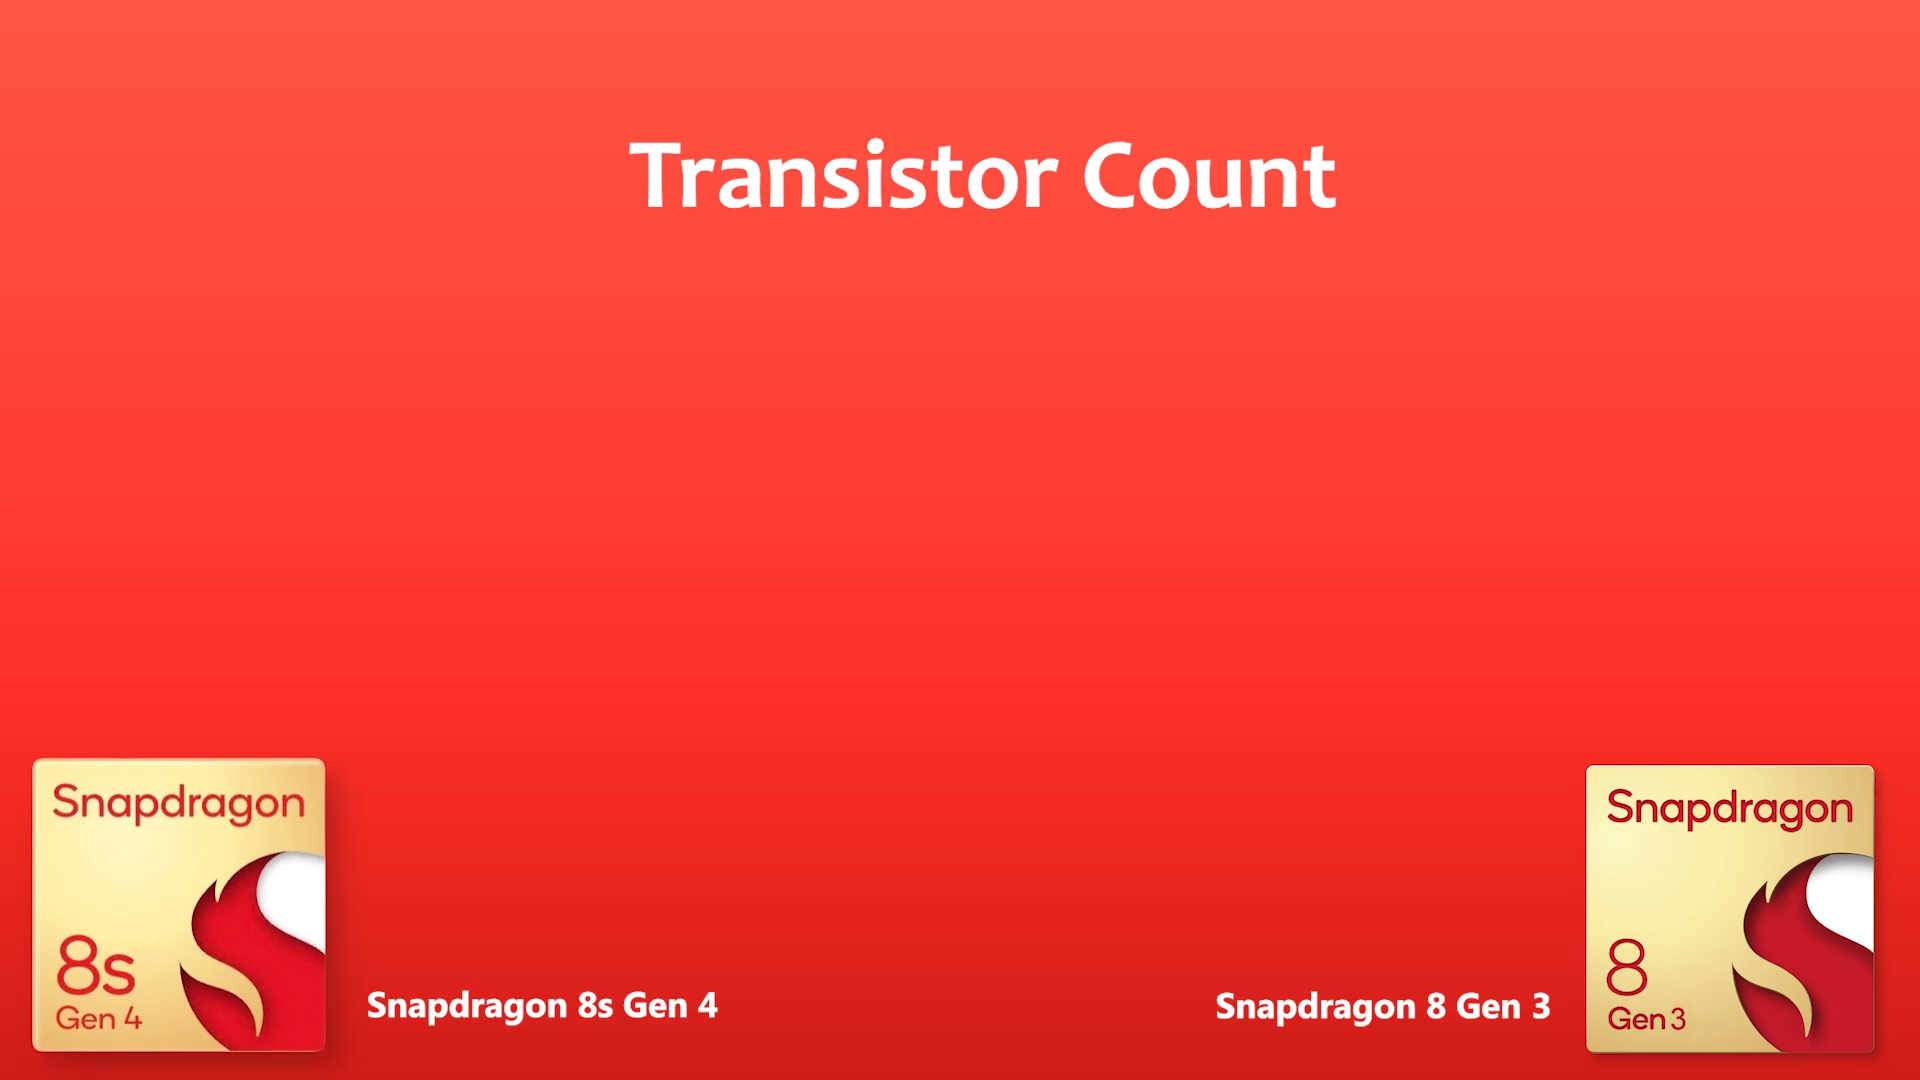 Transistor Count
Snapdragon
8s
Gen 4
Snapdragon 8s Gen 4
Snapdragon 8 Gen 3
Snapdragon
8
Gen 3